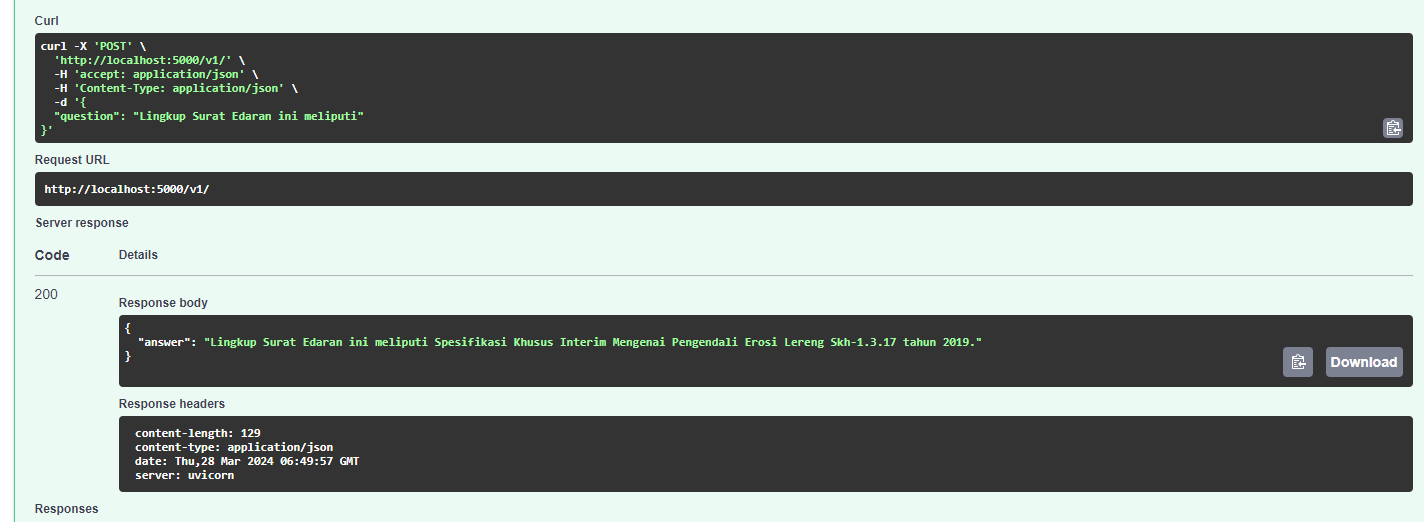 Curl
curl -X 'POST' \
'http://localhost:5000/v1/' \
-H 'accept: application/json' \
-H 'Content-Type: application/json' \
-d '{
"question": "Lingkup Surat Edaran ini meliputi"
}'
Request URL
http://localhost:5000/v1/
Server response
Code Details
200
Response body
{
"answer": "Lingkup Surat Edaran ini meliputi Spesifikasi Khusus Interim Mengenai Pengendali Erosi Lereng Skh-1.3.17 tahun 2019."
}
Download
Response headers
content-length: 129
content-type: application/json
date: Thu,28 Mar 2024 06:49:57 GMT
server: uvicorn
Responses